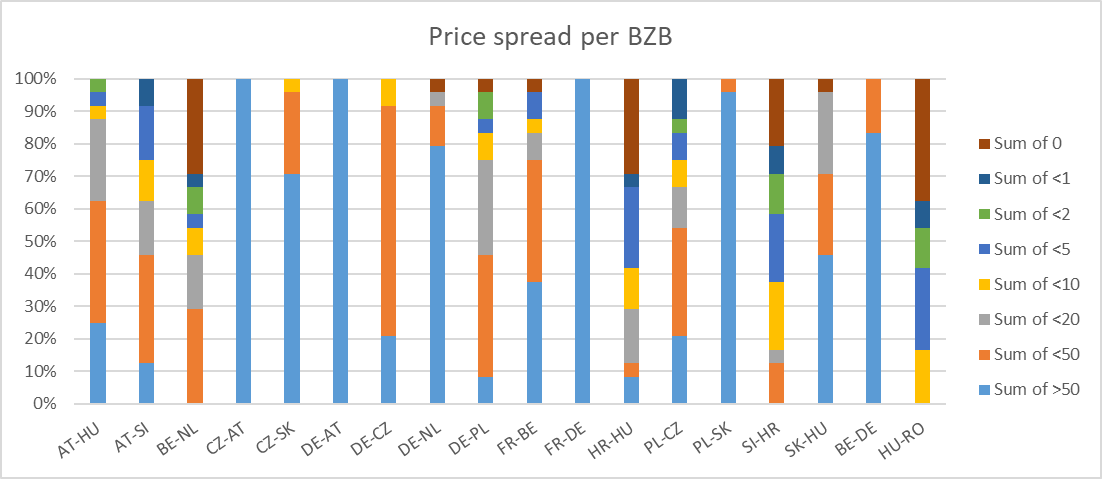 Price spread per BZB
100%
90%
80%
70%
60%
50%
40%
30%
20%
10%
0%
AT-HU
AT-SI
BE-NL
CZ-AT
CZ-SK
DE-AT
DE-CZ
DE-NL
DE-PL
FR-BE
FR-DE
HR-HU
PL-CZ
PL-SK
SI-HR
SK-HU
BE-DE
HU-RO
Sum of 0
Sum of <1
Sum of <2
Sum of <5
Sum of <10
Sum of <20
Sum of <50
Sum of >50